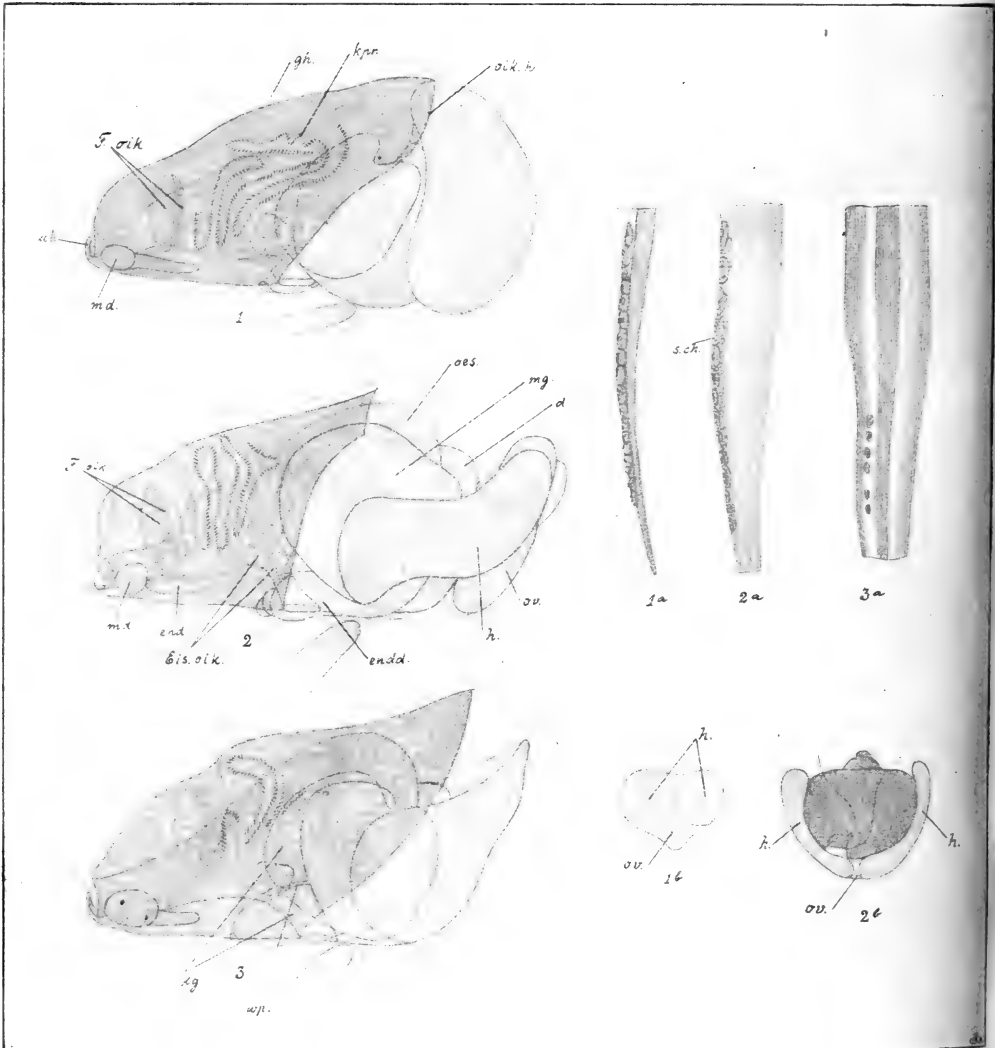 gh.
kpr.
oik.h
F. oik
md.
1
oes.
mg.
d
F. oik
md
end
2
Eis. oik.
endd.
h.
ov.
3
wp.
s.ch.
1a
2a
3a
h.
ov.
1b
h.
h.
ov.
2b